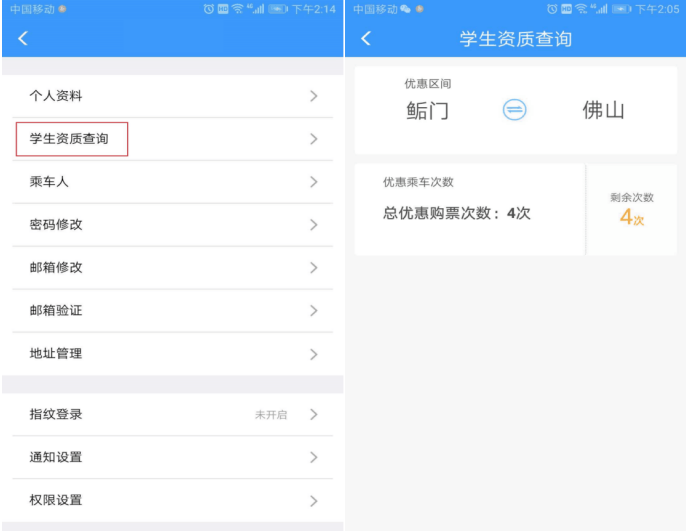 中国移动 HD 46 下午2:14
个人资料
学生资质查询
乘车人
密码修改
邮箱修改
邮箱验证
地址管理
指纹登录 未开启
通知设置
权限设置
中国移动 HD 46 下午2:05
学生资质查询
优惠区间
鲘门 佛山
优惠乘车次数
总优惠购票次数：4次
剩余次数
4次